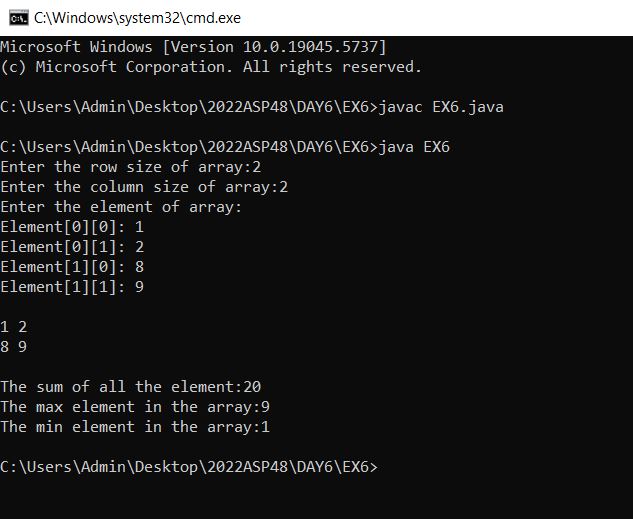 C:\Windows\system32\cmd.exe
Microsoft Windows [Version 10.0.19045.5737]
(c) Microsoft Corporation. All rights reserved.
C:\Users\Admin\Desktop\2022ASP48\DAY6\EX6>javac EX6.java
C:\Users\Admin\Desktop\2022ASP48\DAY6\EX6>java EX6
Enter the row size of array:2
Enter the column size of array:2
Enter the element of array:
Element[0][0]: 1
Element[0][1]: 2
Element[1][0]: 8
Element[1][1]: 9
1 2
8 9
The sum of all the element:20
The max element in the array:9
The min element in the array:1
C:\Users\Admin\Desktop\2022ASP48\DAY6\EX6>